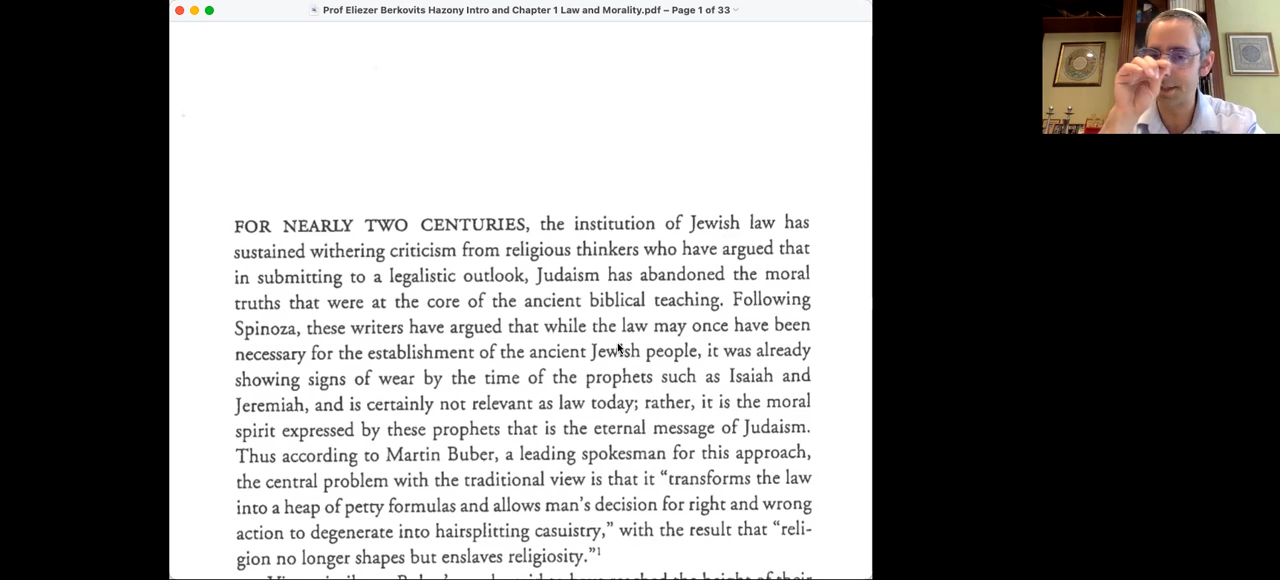 Prof Eliezer Berkovits Hazony Intro and Chapter 1 Law and Morality.pdf – Page 1 of 33
FOR NEARLY TWO CENTURIES, the institution of Jewish law has
sustained withering criticism from religious thinkers who have argued that
in submitting to a legalistic outlook, Judaism has abandoned the moral
truths that were at the core of the ancient biblical teaching. Following
Spinoza, these writers have argued that while the law may once have been
necessary for the establishment of the ancient Jewish people, it was already
showing signs of wear by the time of the prophets such as Isaiah and
Jeremiah, and is certainly not relevant as law today; rather, it is the moral
spirit expressed by these prophets that is the eternal message of Judaism.
Thus according to Martin Buber, a leading spokesman for this approach,
the central problem with the traditional view is that it “transforms the law
into a heap of petty formulas and allows man’s decision for right and wrong
action to degenerate into hairsplitting casuistry,” with the result that “reli-
gion no longer shapes but enslaves religiosity.”1